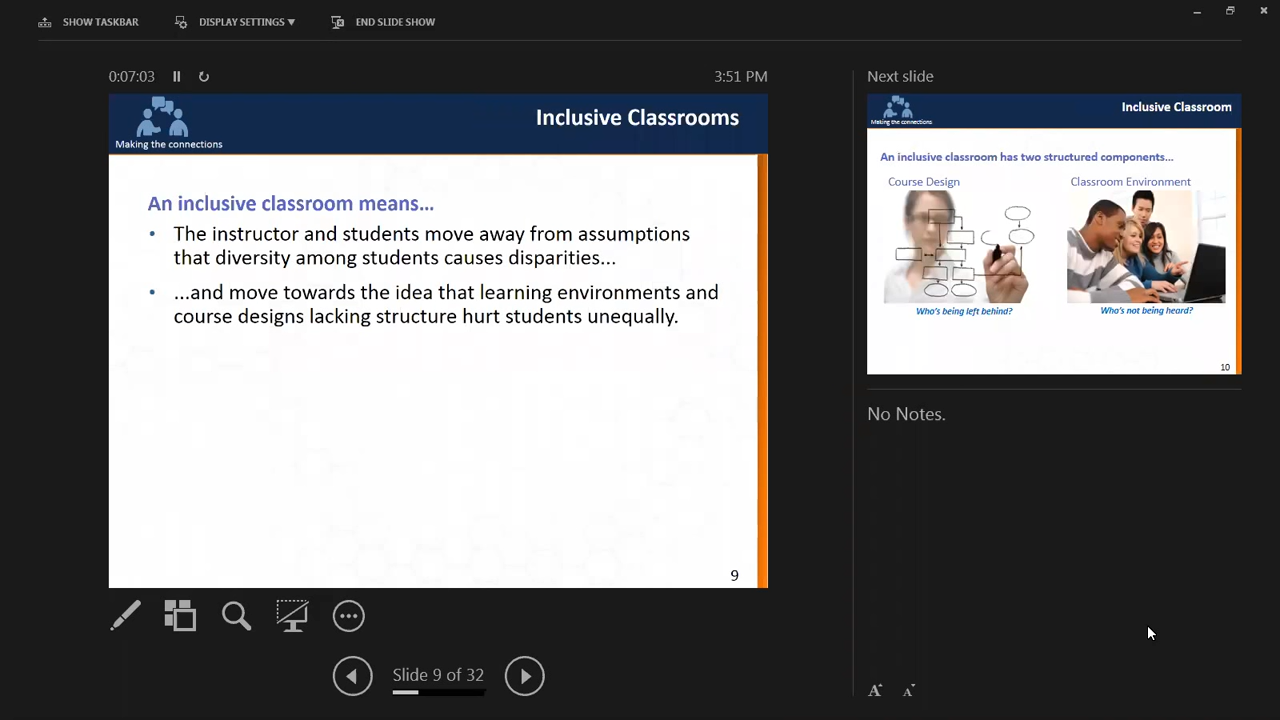 SHOW TASKBAR
DISPLAY SETTINGS ▼
END SLIDE SHOW
0:07:03
3:51 PM
Making the connections
Inclusive Classrooms
An inclusive classroom means...
• The instructor and students move away from assumptions
that diversity among students causes disparities...
• ...and move towards the idea that learning environments and
course designs lacking structure hurt students unequally.
9
Slide 9 of 32
Next slide
Making the connections
Inclusive Classroom
An inclusive classroom has two structured components...
Course Design
Classroom Environment
Who's being left behind?
Who's not being heard?
10
No Notes.
A A